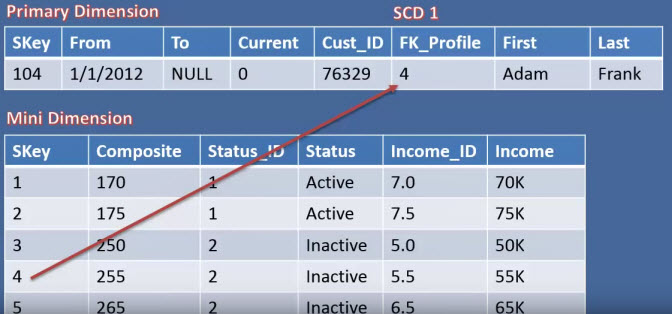 Primary Dimension SCD 1
SKey From To Current Cust_ID FK_Profile First Last
104 1/1/2012 NULL 0 76329 4 Adam Frank
Mini Dimension
SKey Composite Status_ID Status Income_ID Income
1 170 1 Active 7.0 70K
2 175 1 Active 7.5 75K
3 250 2 Inactive 5.0 50K
4 255 2 Inactive 5.5 55K
5 265 2 Inactive 6.5 65K